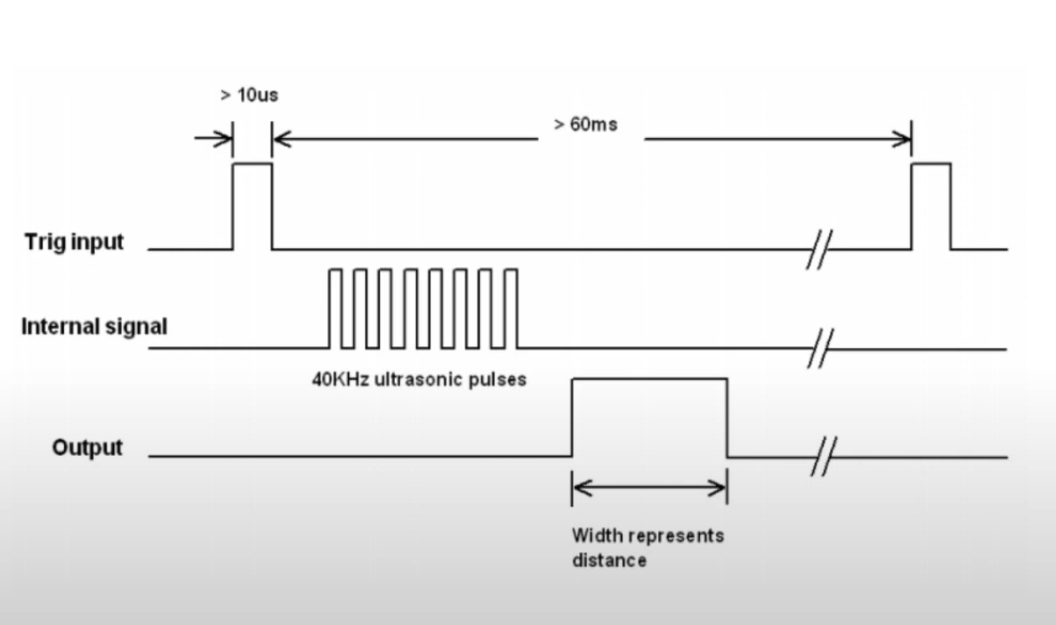 > 10us
> 60ms
Trig input
Internal signal
40KHz ultrasonic pulses
Output
Width represents
distance